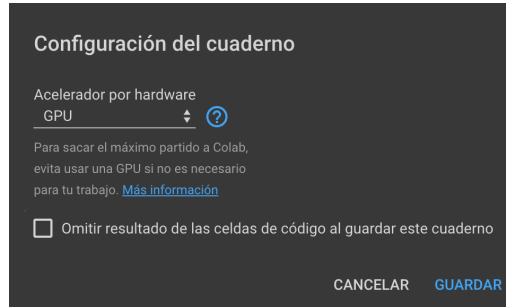 Configuración del cuaderno
Acelerador por hardware
GPU
Para sacar el máximo partido a Colab,
evita usar una GPU si no es necesario
para tu trabajo. Más información
Omitir resultado de las celdas de código al guardar este cuaderno
CANCELAR GUARDAR